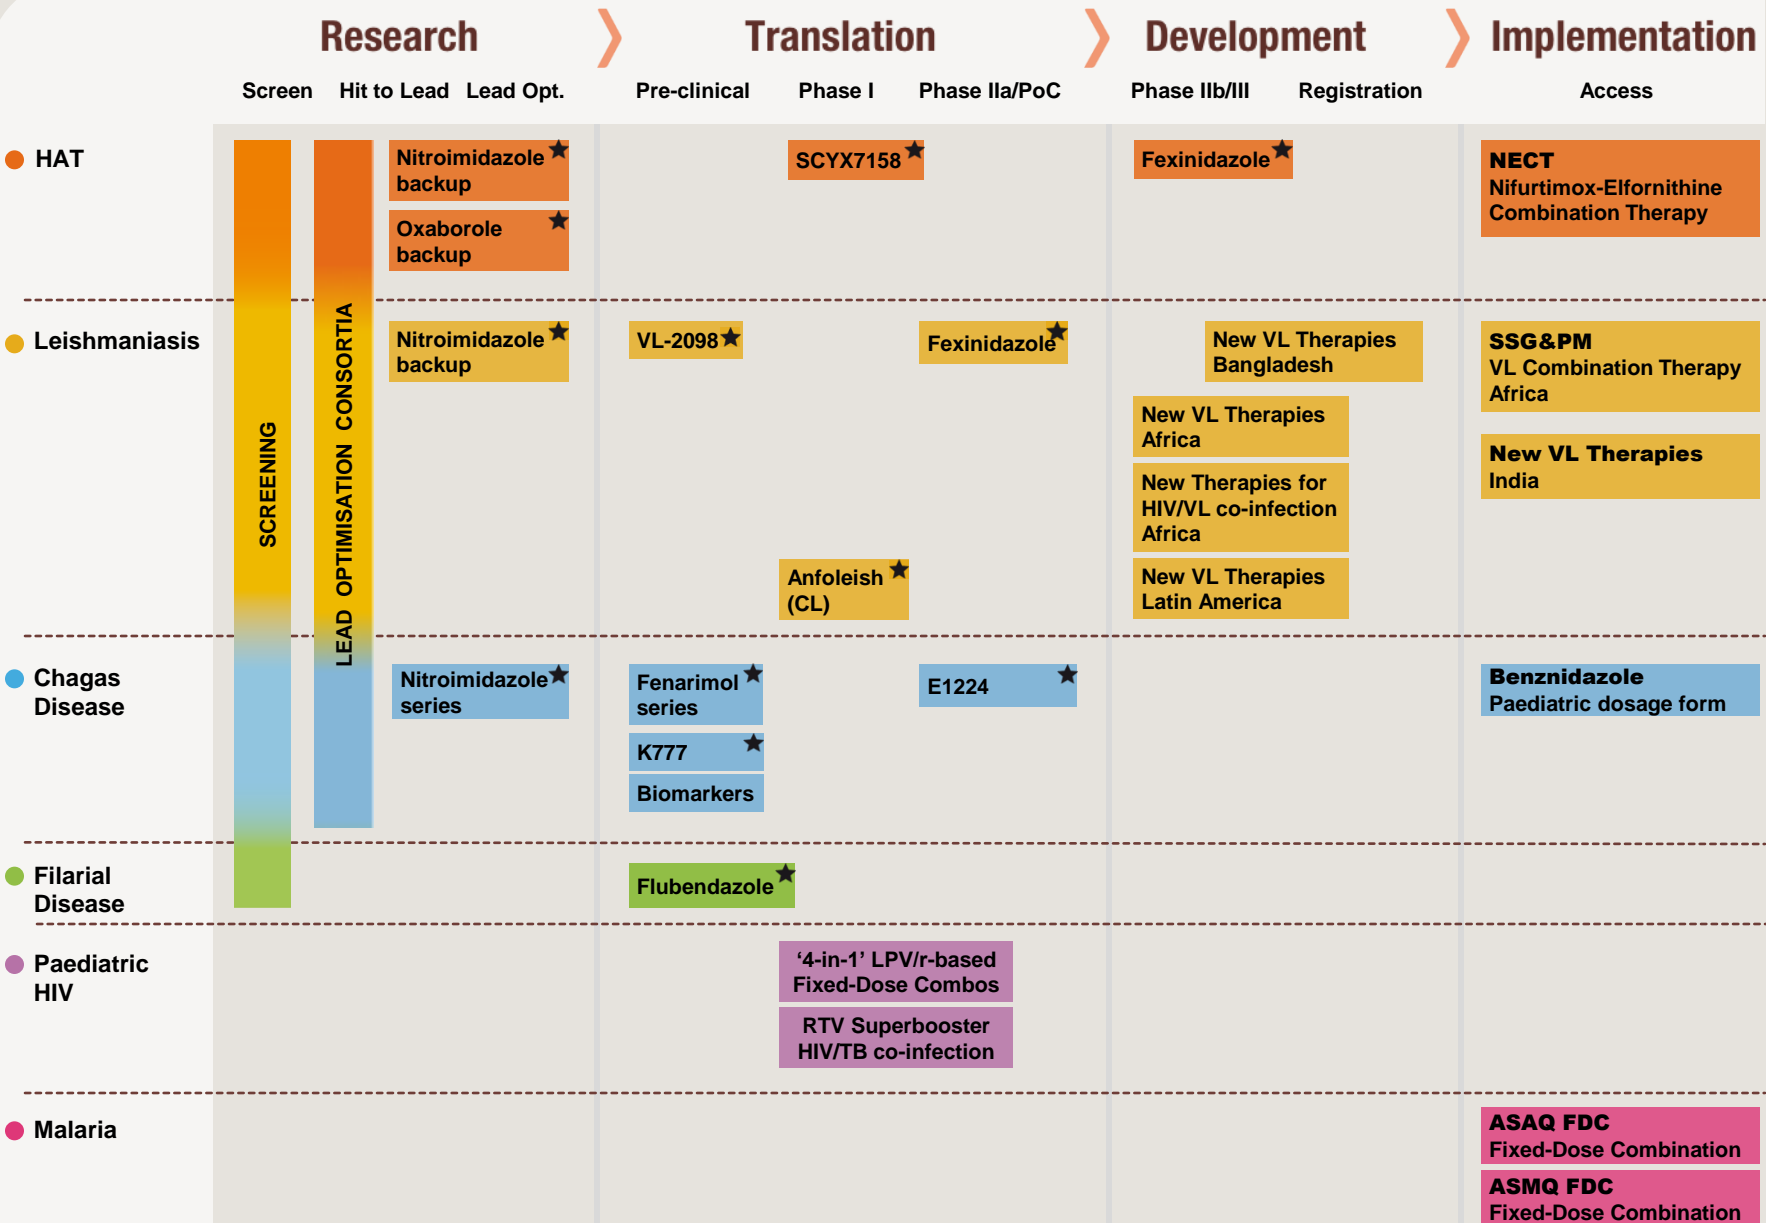 Research
Translation
Development
Implementation
Screen
Hit to Lead
Lead Opt.
Pre-clinical
Phase I
Phase IIa/PoC
Phase IIb/III
Registration
Access
SCREENING
LEAD OPTIMISATION CONSORTIA
HAT
Nitroimidazole
backup
Oxaborole
backup
SCYX7158
Fexinidazole
NECT
Nifurtimox-Elfornithine
Combination Therapy
Leishmaniasis
Nitroimidazole
backup
VL-2098
Fexinidazole
Anfoleish
(CL)
New VL Therapies
Bangladesh
New VL Therapies
Africa
New Therapies for
HIV/VL co-infection
Africa
New VL Therapies
Latin America
SSG&PM
VL Combination Therapy
Africa
New VL Therapies
India
Chagas
Disease
Nitroimidazole
series
Fenarimol
series
K777
Biomarkers
E1224
Benznidazole
Paediatric dosage form
Filarial
Disease
Flubendazole
Paediatric
HIV
‘4-in-1’ LPV/r-based
Fixed-Dose Combos
RTV Superbooster
HIV/TB co-infection
Malaria
ASAQ FDC
Fixed-Dose Combination
ASMQ FDC
Fixed-Dose Combination